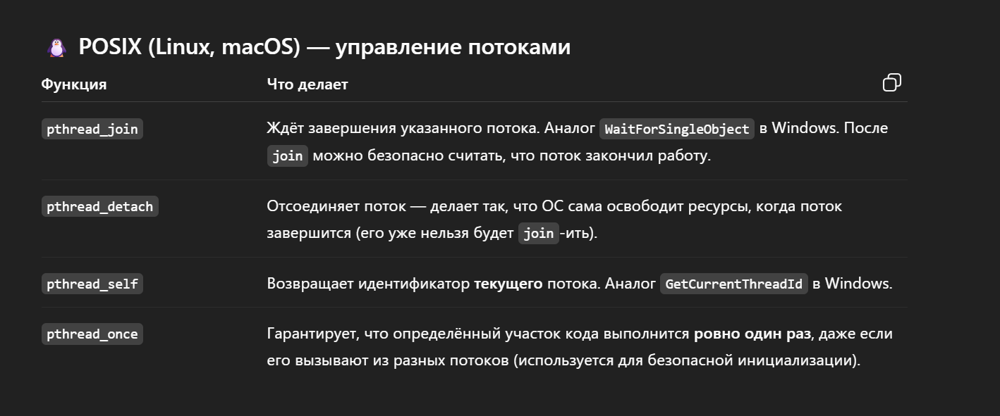 POSIX (Linux, macOS) — управление потоками
Функция Что делает
pthread_join Ждёт завершения указанного потока. Аналог WaitForSingleObject в Windows. После
join можно безопасно считать, что поток закончил работу.
pthread_detach Отсоединяет поток — делает так, что ОС сама освободит ресурсы, когда поток
завершится (его уже нельзя будет join-ить).
pthread_self Возвращает идентификатор текущего потока. Аналог GetCurrentThreadId в Windows.
pthread_once Гарантирует, что определённый участок кода выполнится ровно один раз, даже если
его вызывают из разных потоков (используется для безопасной инициализации).